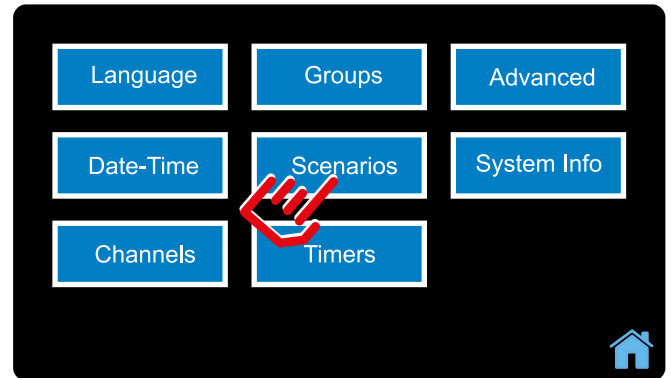 Language Groups Advanced
Date-Time Scenarios System Info
Channels Timers